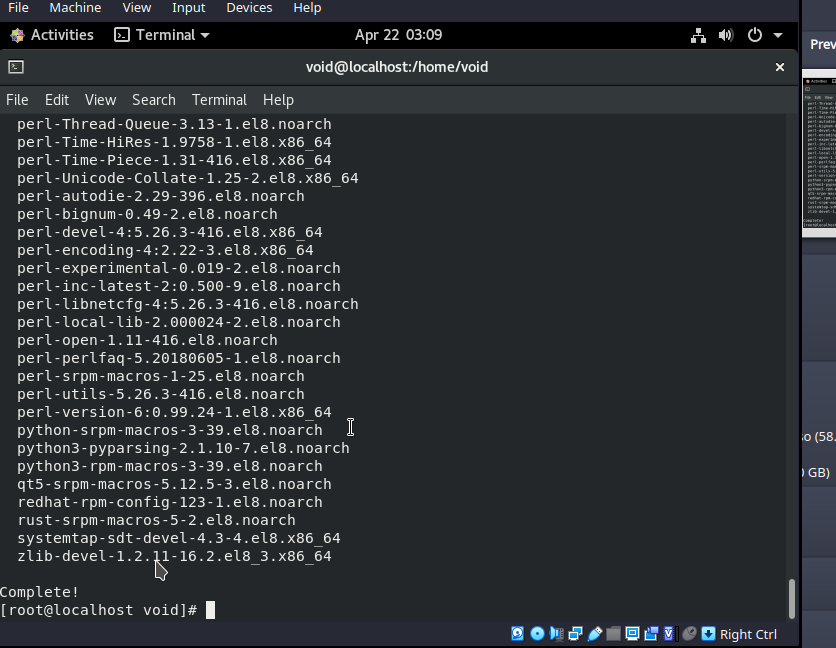 File Machine View Input Devices Help
Activities Terminal Apr 22 03:09
Prev
void@localhost:/home/void
File Edit View Search Terminal Help
perl-Thread-Queue-3.13-1.el8.noarch
perl-Time-HiRes-1.9758-1.el8.x86_64
perl-Time-Piece-1.31-416.el8.x86_64
perl-Unicode-Collate-1.25-2.el8.x86_64
perl-autodie-2.29-396.el8.noarch
perl-bignum-0.49-2.el8.noarch
perl-devel-4:5.26.3-416.el8.x86_64
perl-encoding-4:2.22-3.el8.x86_64
perl-experimental-0.019-2.el8.noarch
perl-inc-latest-2:0.500-9.el8.noarch
perl-libnetcfg-4:5.26.3-416.el8.noarch
perl-local-lib-2.000024-2.el8.noarch
perl-open-1.11-416.el8.noarch
perl-perlfaq-5.20180605-1.el8.noarch
perl-srpm-macros-1-25.el8.noarch
perl-utils-5.26.3-416.el8.noarch
perl-version-6:0.99.24-1.el8.x86_64
python-srpm-macros-3-39.el8.noarch
python3-pyparsing-2.1.10-7.el8.noarch
python3-rpm-macros-3-39.el8.noarch
qt5-srpm-macros-5.12.5-3.el8.noarch
redhat-rpm-config-123-1.el8.noarch
rust-srpm-macros-5-2.el8.noarch
systemtap-sdt-devel-4.3-4.el8.x86_64
zlib-devel-1.2.11-16.2.el8_3.x86_64
Complete!
[root@localhost void]#
so (58.
GB)
Right Ctrl